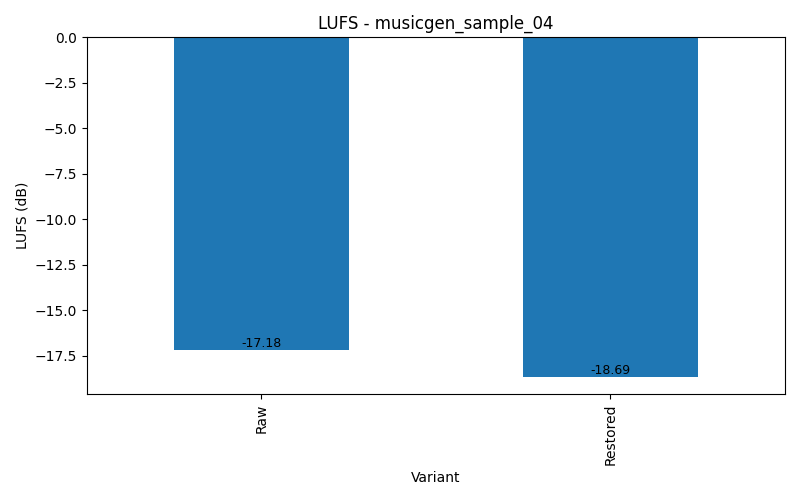 LUFS - musicgen_sample_04
LUFS (dB)
0.0
−2.5
−5.0
−7.5
−10.0
−12.5
−15.0
−17.5
-17.18
-18.69
Raw
Restored
Variant